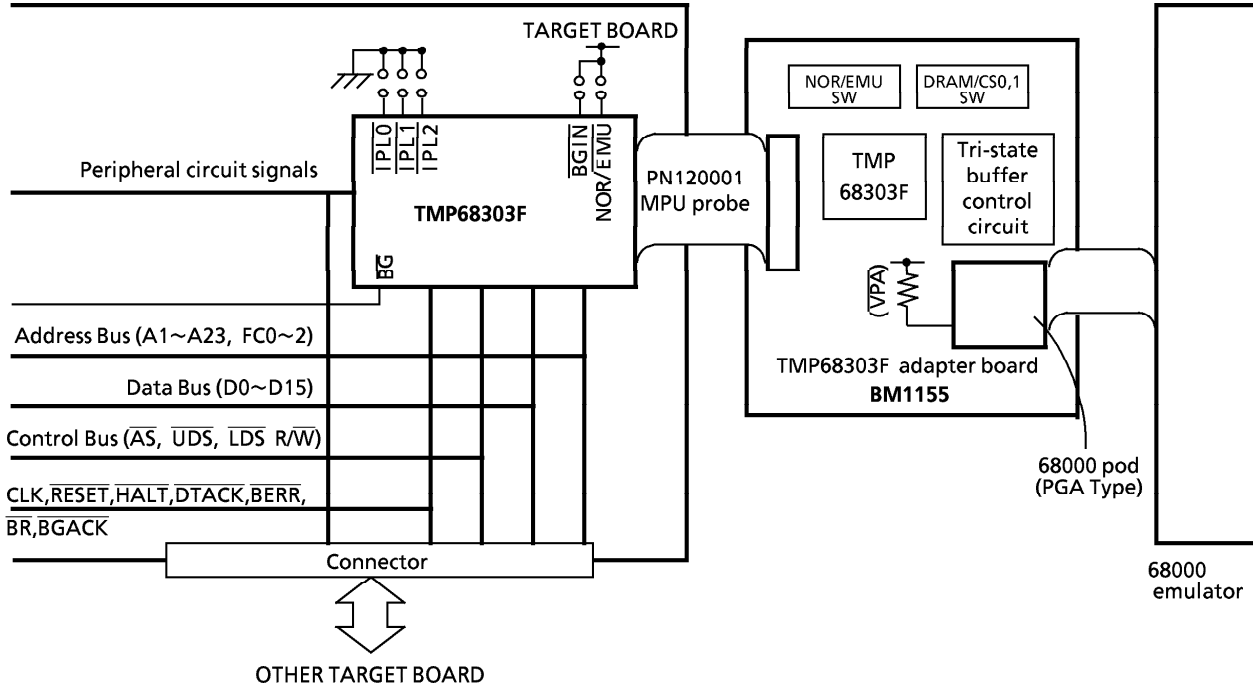 TARGET BOARD
IPL0
IPL1
IPL2
BGIN
NOR/EMU
Peripheral circuit signals
TMP68303F
BG
PN120001
MPU probe
NOR/EMU
SW
DRAM/CS0,1
SW
TMP
68303F
Tri-state
buffer
control
circuit
(VPA)
Address Bus (A1~A23, FC0~2)
TMP68303F adapter board
BM1155
Data Bus (D0~D15)
Control Bus (AS, UDS, LDS R/W)
68000 pod
(PGA Type)
CLK,RESET,HALT,DTACK,BERR,
BR,BGACK
Connector
68000
emulator
OTHER TARGET BOARD